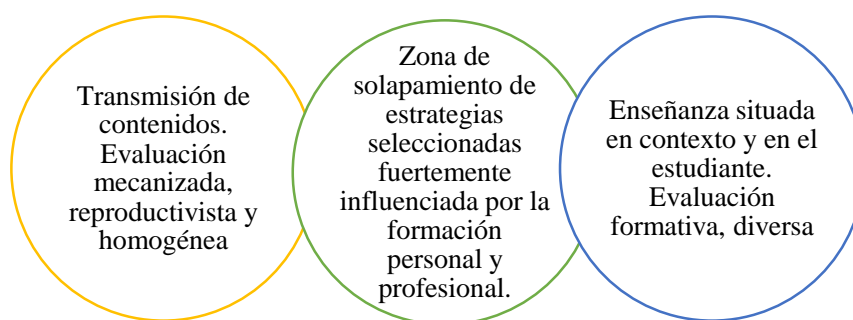 Transmisión de
contenidos.
Evaluación
mecanizada,
reproductivista y
homogénea
Zona de
solapamiento de
estrategias
seleccionadas
fuertemente
influenciada por la
formación
personal y
profesional.
Enseñanza situada
en contexto y en el
estudiante.
Evaluación
formativa, diversa